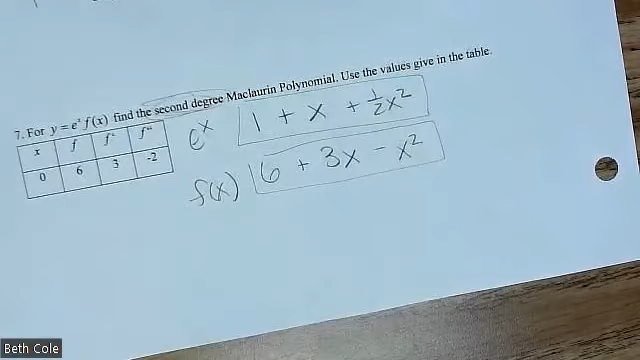 7. For y = eˣ f(x) find the second degree Maclaurin Polynomial. Use the values give in the table.
x f f' f''
0 6 3 -2
eˣ 1 + x + ½x²
f(x) 6 + 3x - x²
Beth Cole